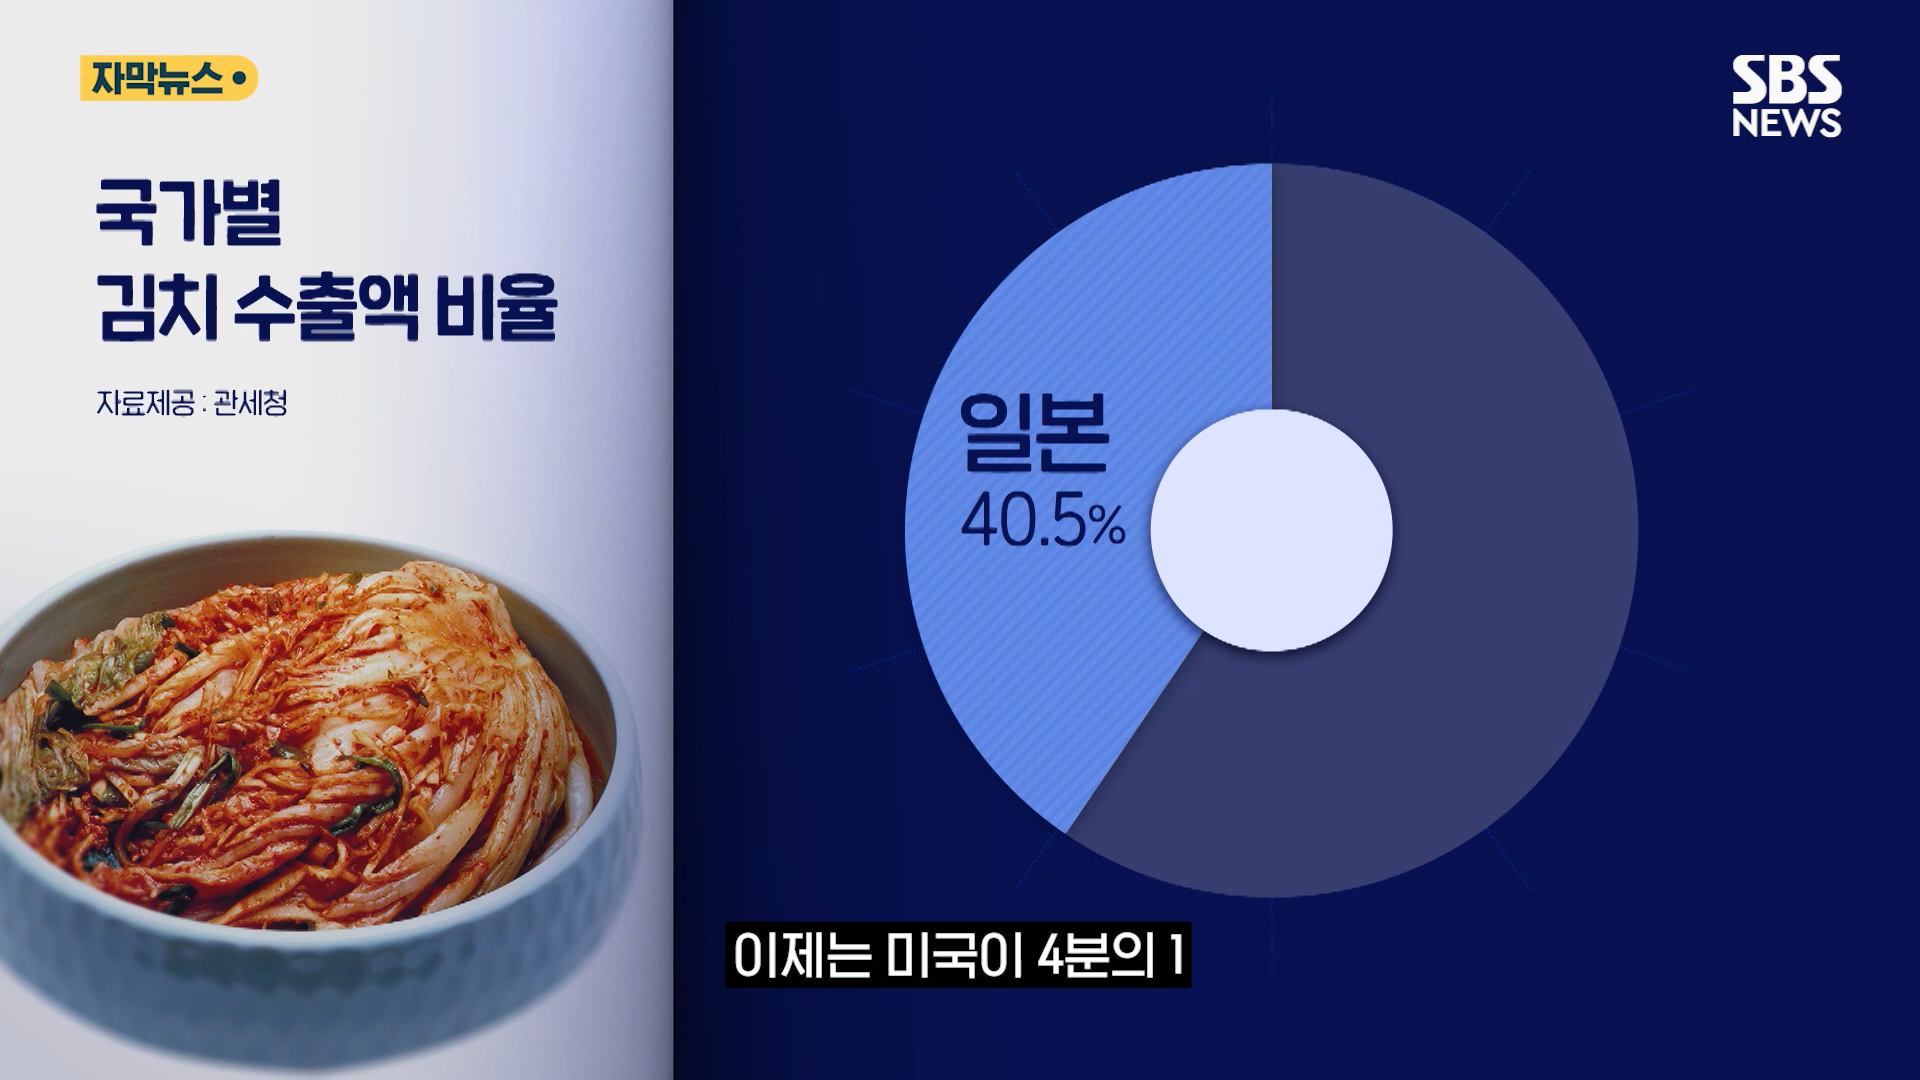 자막뉴스
SBS
NEWS
국가별
김치 수출액 비율
자료제공 : 관세청
일본
40.5%
이제는 미국이 4분의 1